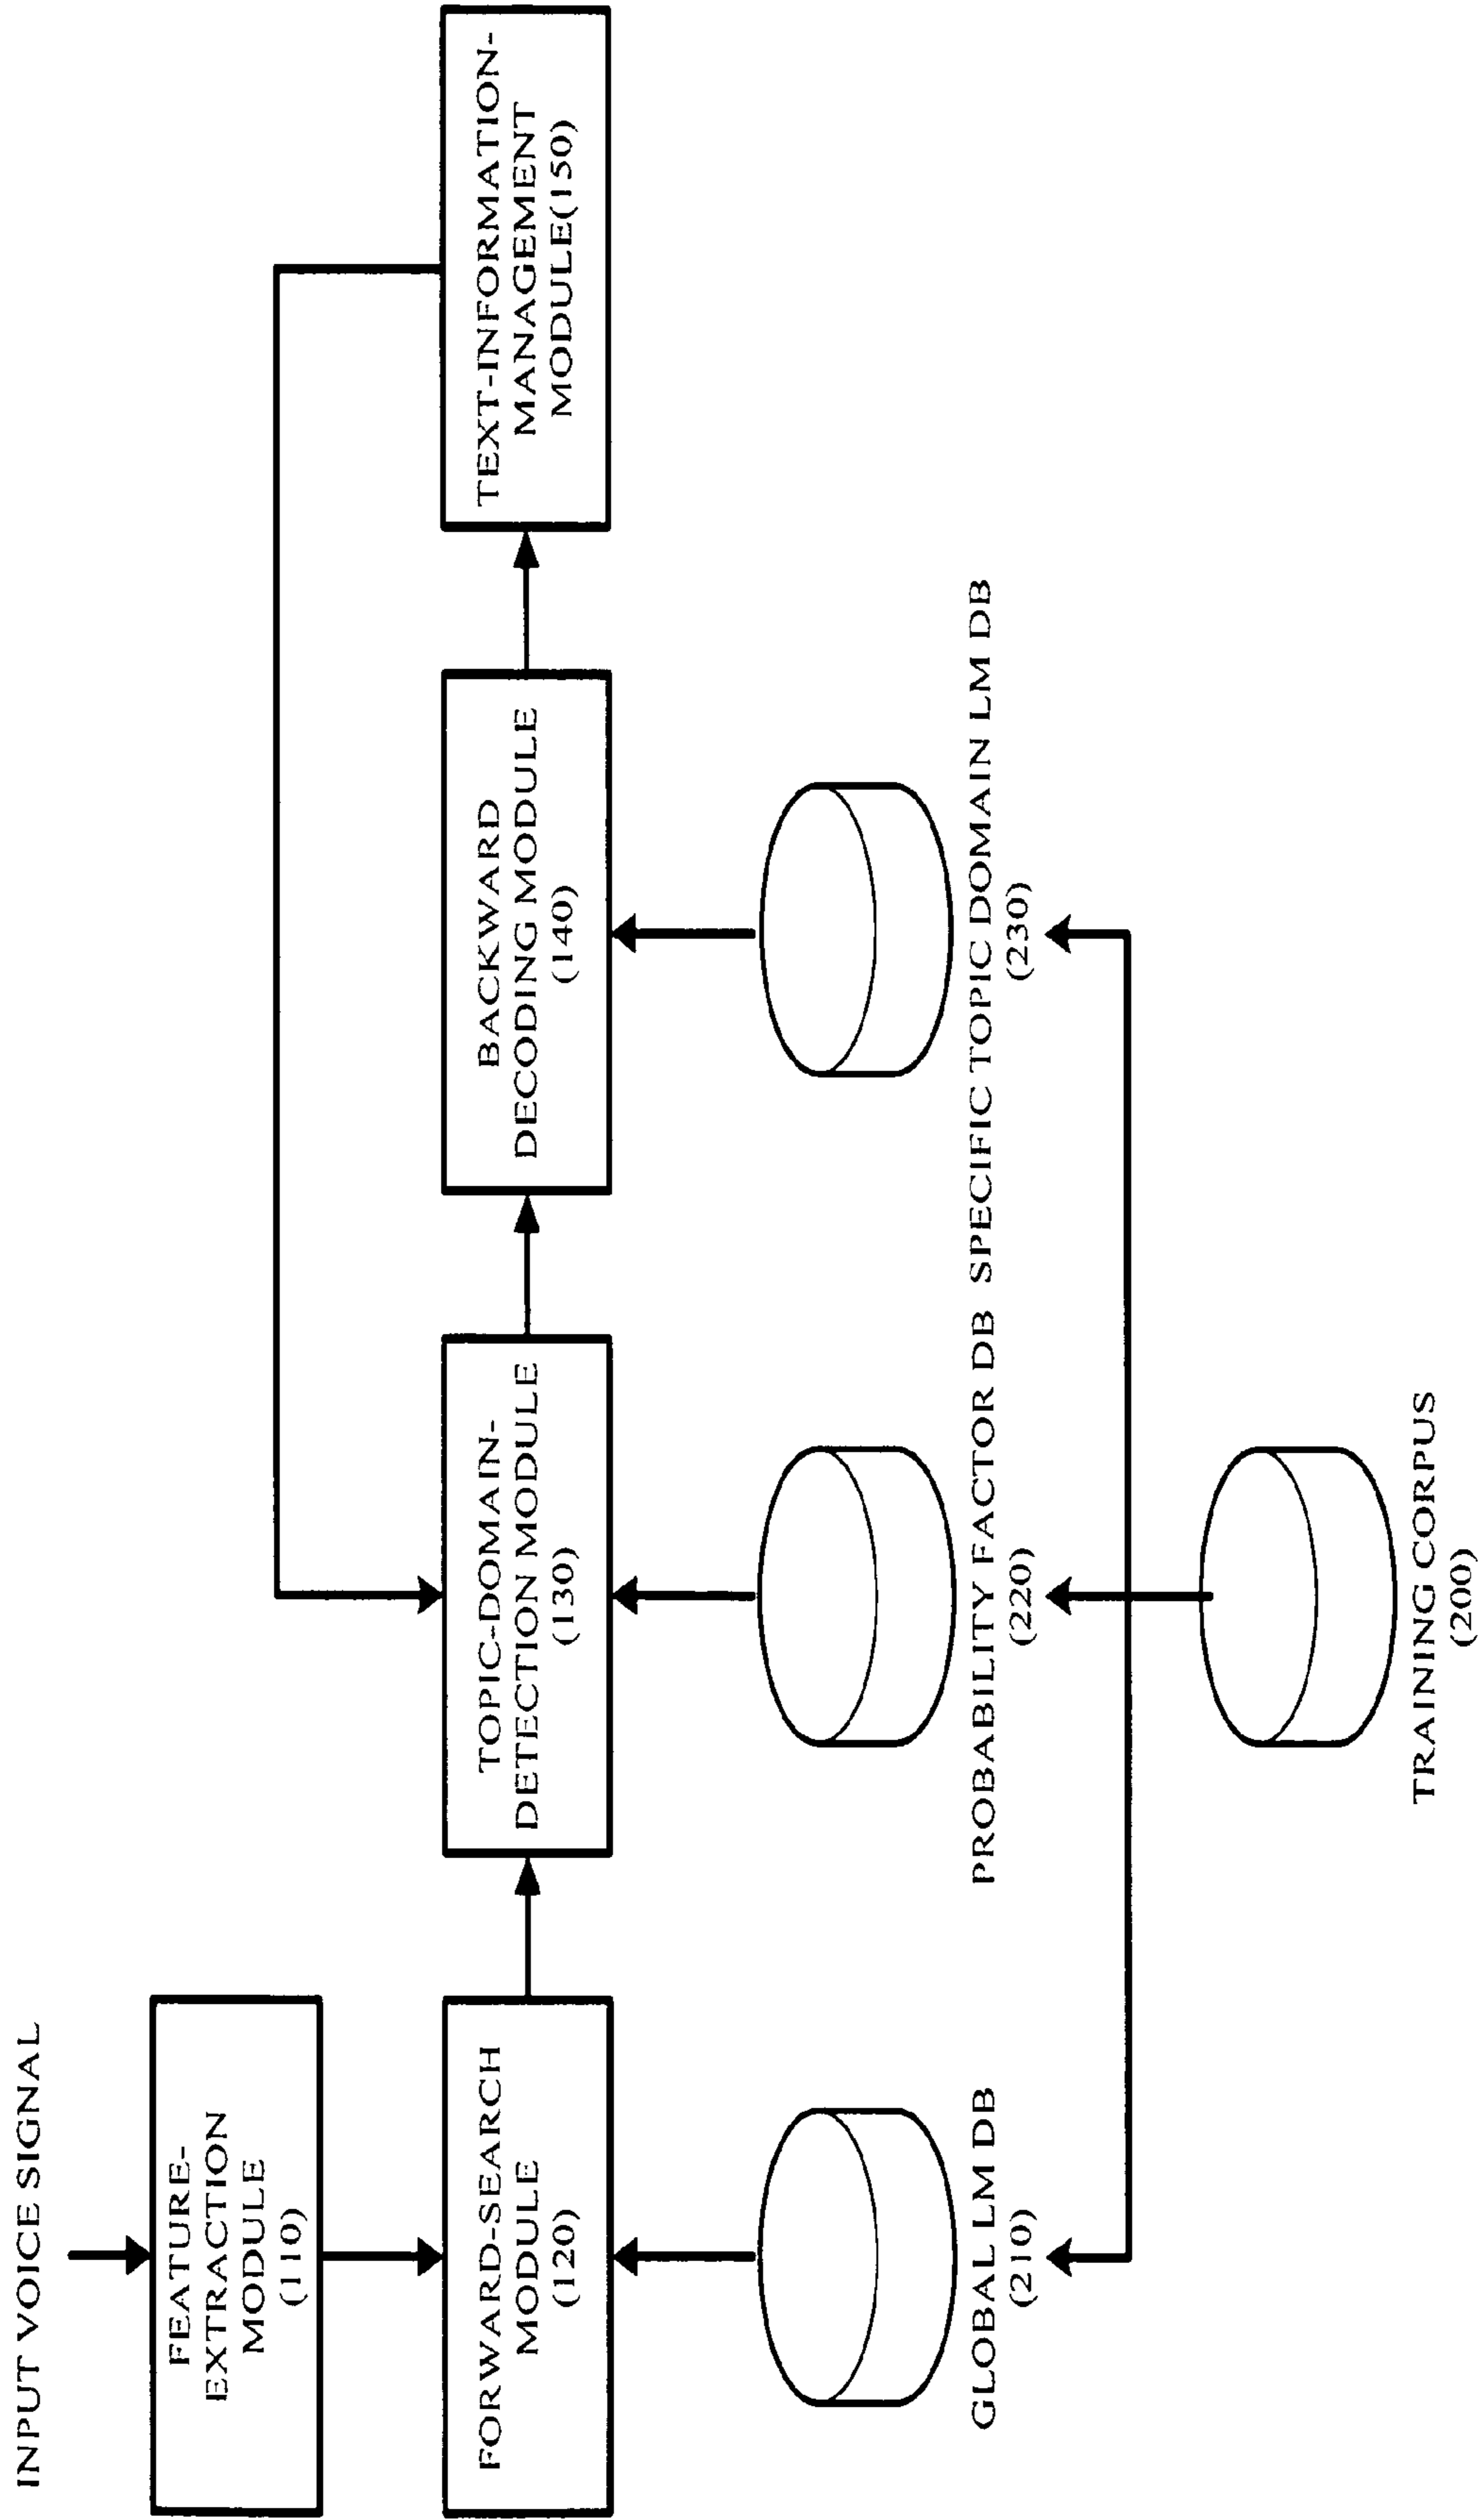 INPUT VOICE SIGNAL
FEATURE-
EXTRACTION
MODULE
(110)
FORWARD-SEARCH
MODULE
(120)
TOPIC-DOMAIN-
DETECTION MODULE
(130)
BACKWARD
DECODING MODULE
(140)
TEXT-INFORMATION-
MANAGEMENT
MODULE(150)
GLOBAL LM DB
(210)
PROBABILITY FACTOR DB
(220)
SPECIFIC TOPIC DOMAIN LM DB
(230)
TRAINING CORPUS
(200)